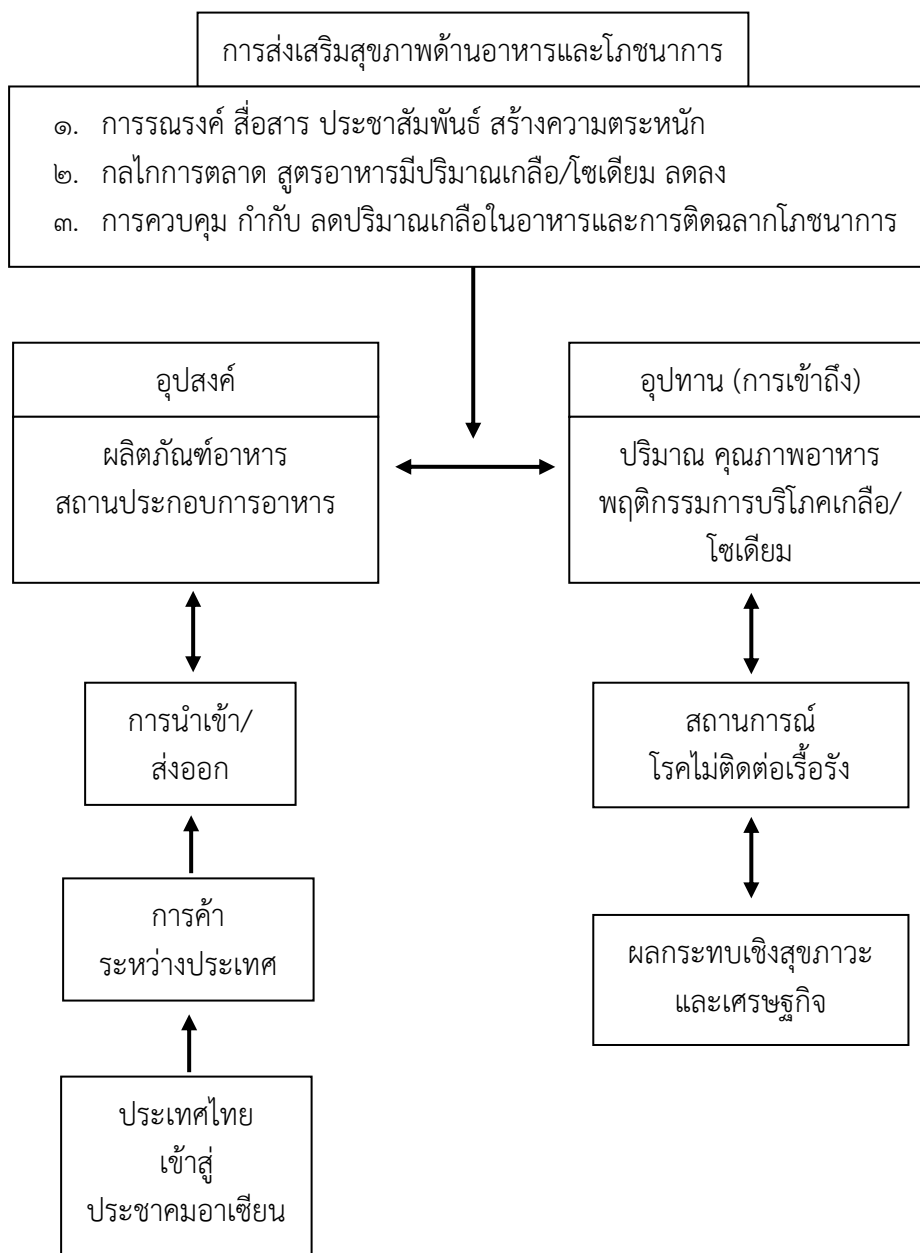 การส่งเสริมสุขภาพด้านอาหารและโภชนาการ
๑. การรณรงค์ สื่อสาร ประชาสัมพันธ์ สร้างความตระหนัก
๒. กลไกการตลาด สูตรอาหารมีปริมาณเกลือ/โซเดียม ลดลง
๓. การควบคุม กำกับ ลดปริมาณเกลือในอาหารและการติดฉลากโภชนาการ
อุปสงค์
ผลิตภัณฑ์อาหาร
สถานประกอบการอาหาร
อุปทาน (การเข้าถึง)
ปริมาณ คุณภาพอาหาร
พฤติกรรมการบริโภคเกลือ/
โซเดียม
การนำเข้า/
ส่งออก
การค้า
ระหว่างประเทศ
ประเทศไทย
เข้าสู่
ประชาคมอาเซียน
สถานการณ์
โรคไม่ติดต่อเรื้อรัง
ผลกระทบเชิงสุขภาวะ
และเศรษฐกิจ